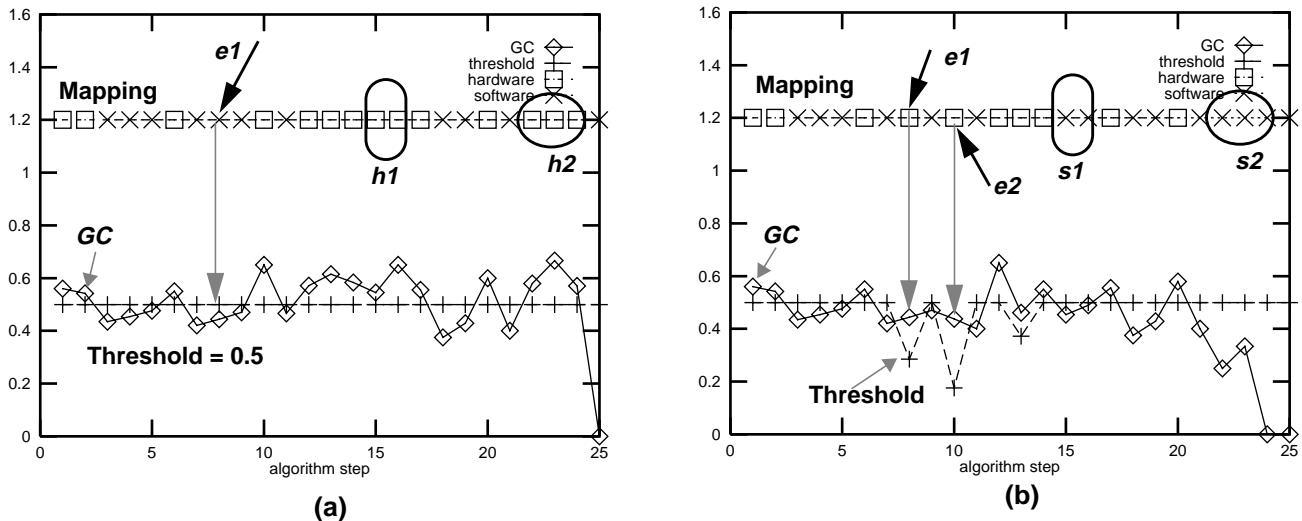 1.6
1.4
1.2
1
0.8
0.6
0.4
0.2
0
0 5 10 15 20 25
algorithm step
GC
threshold
hardware
software
Mapping
e1
h1
h2
GC
Threshold = 0.5
(a)
1.6
1.4
1.2
1
0.8
0.6
0.4
0.2
0
0 5 10 15 20 25
algorithm step
GC
threshold
hardware
software
Mapping
e1
e2
s1
s2
GC
Threshold
(b)